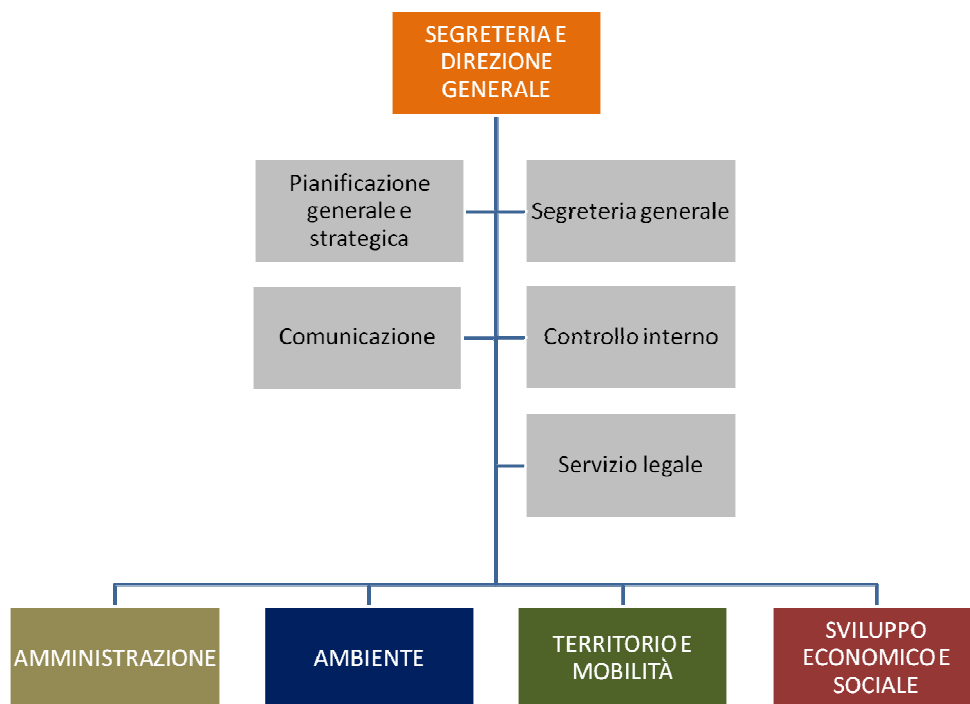 SEGRETERIA E
DIREZIONE
GENERALE
Pianificazione
generale e
strategica
Segreteria generale
Comunicazione
Controllo interno
Servizio legale
AMMINISTRAZIONE
AMBIENTE
TERRITORIO E
MOBILITÀ
SVILUPPO
ECONOMICO E
SOCIALE